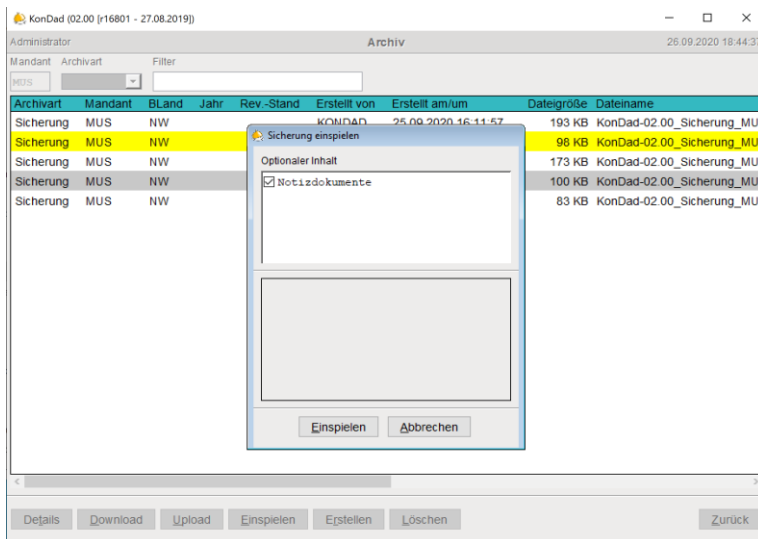 KonDad (02.00 [r16801 - 27.08.2019])
Administrator Archiv 26.09.2020 18:44:37
Mandant Archivart Filter
MUS
Archivart Mandant BLand Jahr Rev.-Stand Erstellt von Erstellt am/um Dateigröße Dateiname
Sicherung MUS NW KONDAD 25.09.2020 16:11:57 193 KB KonDad-02.00_Sicherung_MU
Sicherung MUS NW 98 KB KonDad-02.00_Sicherung_MU
Sicherung MUS NW 173 KB KonDad-02.00_Sicherung_MU
Sicherung MUS NW 100 KB KonDad-02.00_Sicherung_MU
Sicherung MUS NW 83 KB KonDad-02.00_Sicherung_MU
Sicherung einspielen
Optionaler Inhalt
Notizdokumente
Einspielen Abbrechen
Details Download Upload Einspielen Erstellen Löschen Zurück